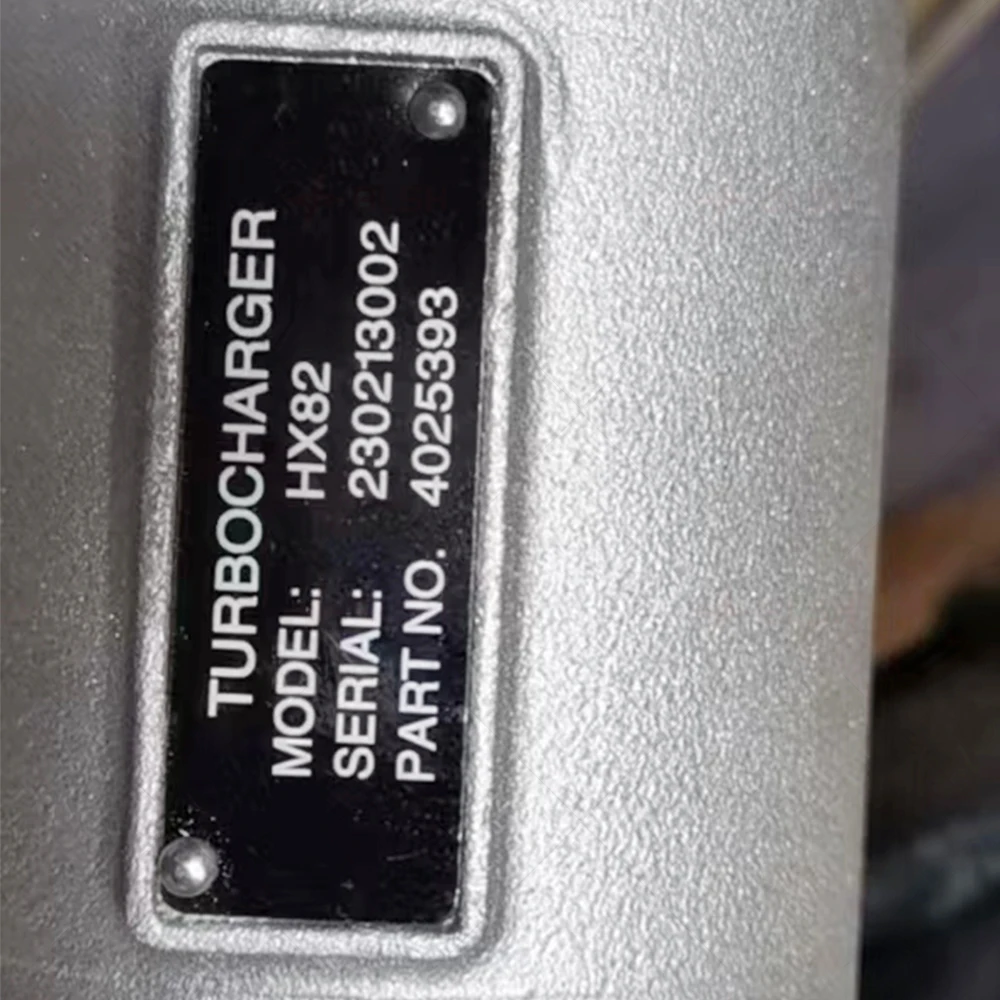 TURBOCHARGER
MODEL: HX82
SERIAL: 230213002
PART NO. 4025393